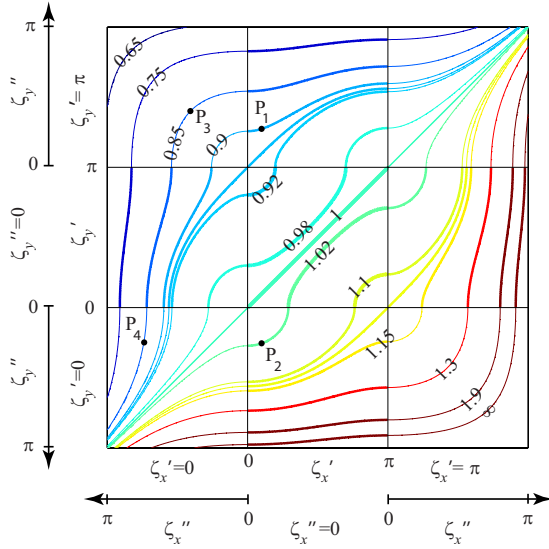 π
ζy''
0
ζy''=0
0
ζy''
π
ζy'= π
π
ζy'
0
ζy'=0
0.65
0.75
0.85
0.9
0.92
0.98
1
1.02
1.1
1.15
1.3
1.9
∞
P1
P3
P4
P2
ζx'=0
0
ζx'
π
ζx'= π
π
0
0
π
ζx''
ζx''=0
ζx''